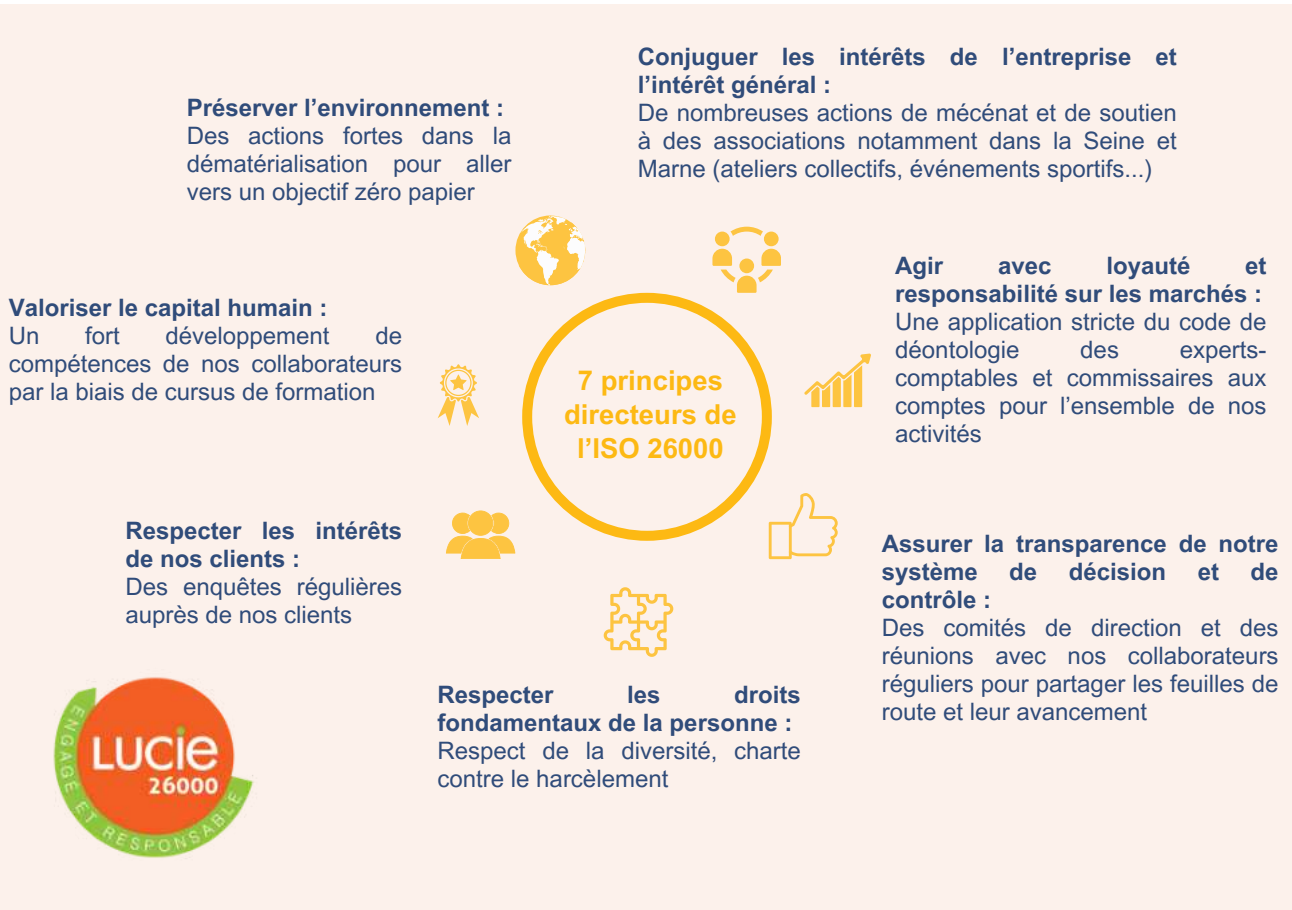 Conjuguer les intérêts de l'entreprise et
l'intérêt général :
De nombreuses actions de mécénat et de soutien
à des associations notamment dans la Seine et
Marne (ateliers collectifs, événements sportifs...)
Préserver l'environnement :
Des actions fortes dans la
dématérialisation pour aller
vers un objectif zéro papier
Agir avec loyauté et
responsabilité sur les marchés :
Une application stricte du code de
déontologie des experts-
comptables et commissaires aux
comptes pour l'ensemble de nos
activités
Valoriser le capital humain :
Un fort développement de
compétences de nos collaborateurs
par la biais de cursus de formation
7 principes
directeurs de
l'ISO 26000
Respecter les intérêts
de nos clients :
Des enquêtes régulières
auprès de nos clients
Assurer la transparence de notre
système de décision et de
contrôle :
Des comités de direction et des
réunions avec nos collaborateurs
réguliers pour partager les feuilles de
route et leur avancement
Respecter les droits
fondamentaux de la personne :
Respect de la diversité, charte
contre le harcèlement
LUCie
26000
ENGAGÉ ET RESPONSABLE